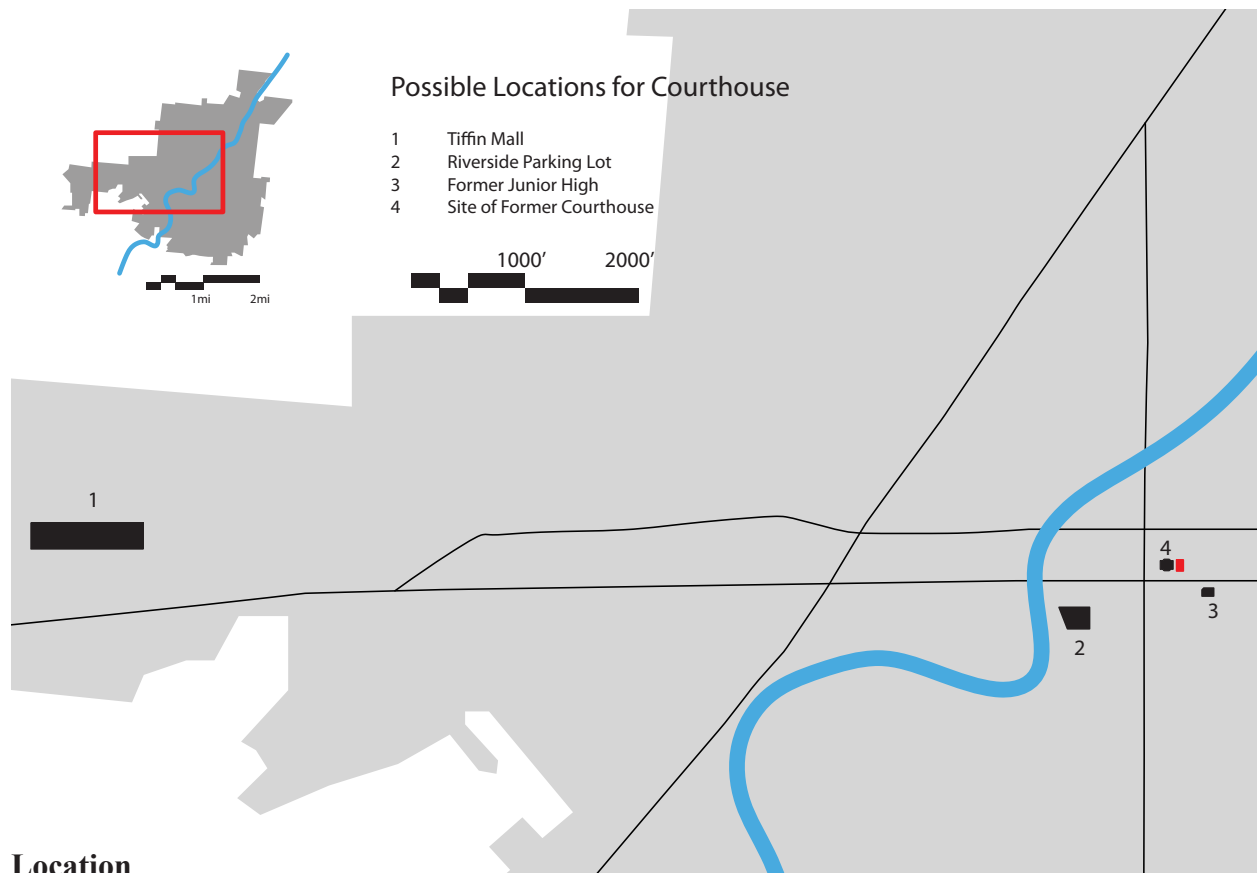 Possible Locations for Courthouse
1 Tiffin Mall
2 Riverside Parking Lot
3 Former Junior High
4 Site of Former Courthouse
1000' 2000'
1mi 2mi
1
4
3
2
Location